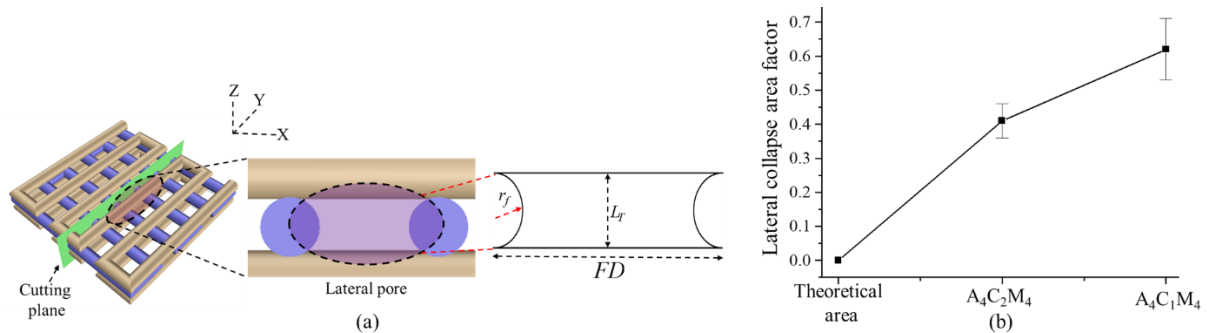 Z
Y
X
Cutting
plane
Lateral pore
r_f
L_T
FD
(a)
Lateral collapse area factor
0.7
0.6
0.5
0.4
0.3
0.2
0.1
0.0
Theoretical
area
A₄C₂M₄
A₄C₁M₄
(b)